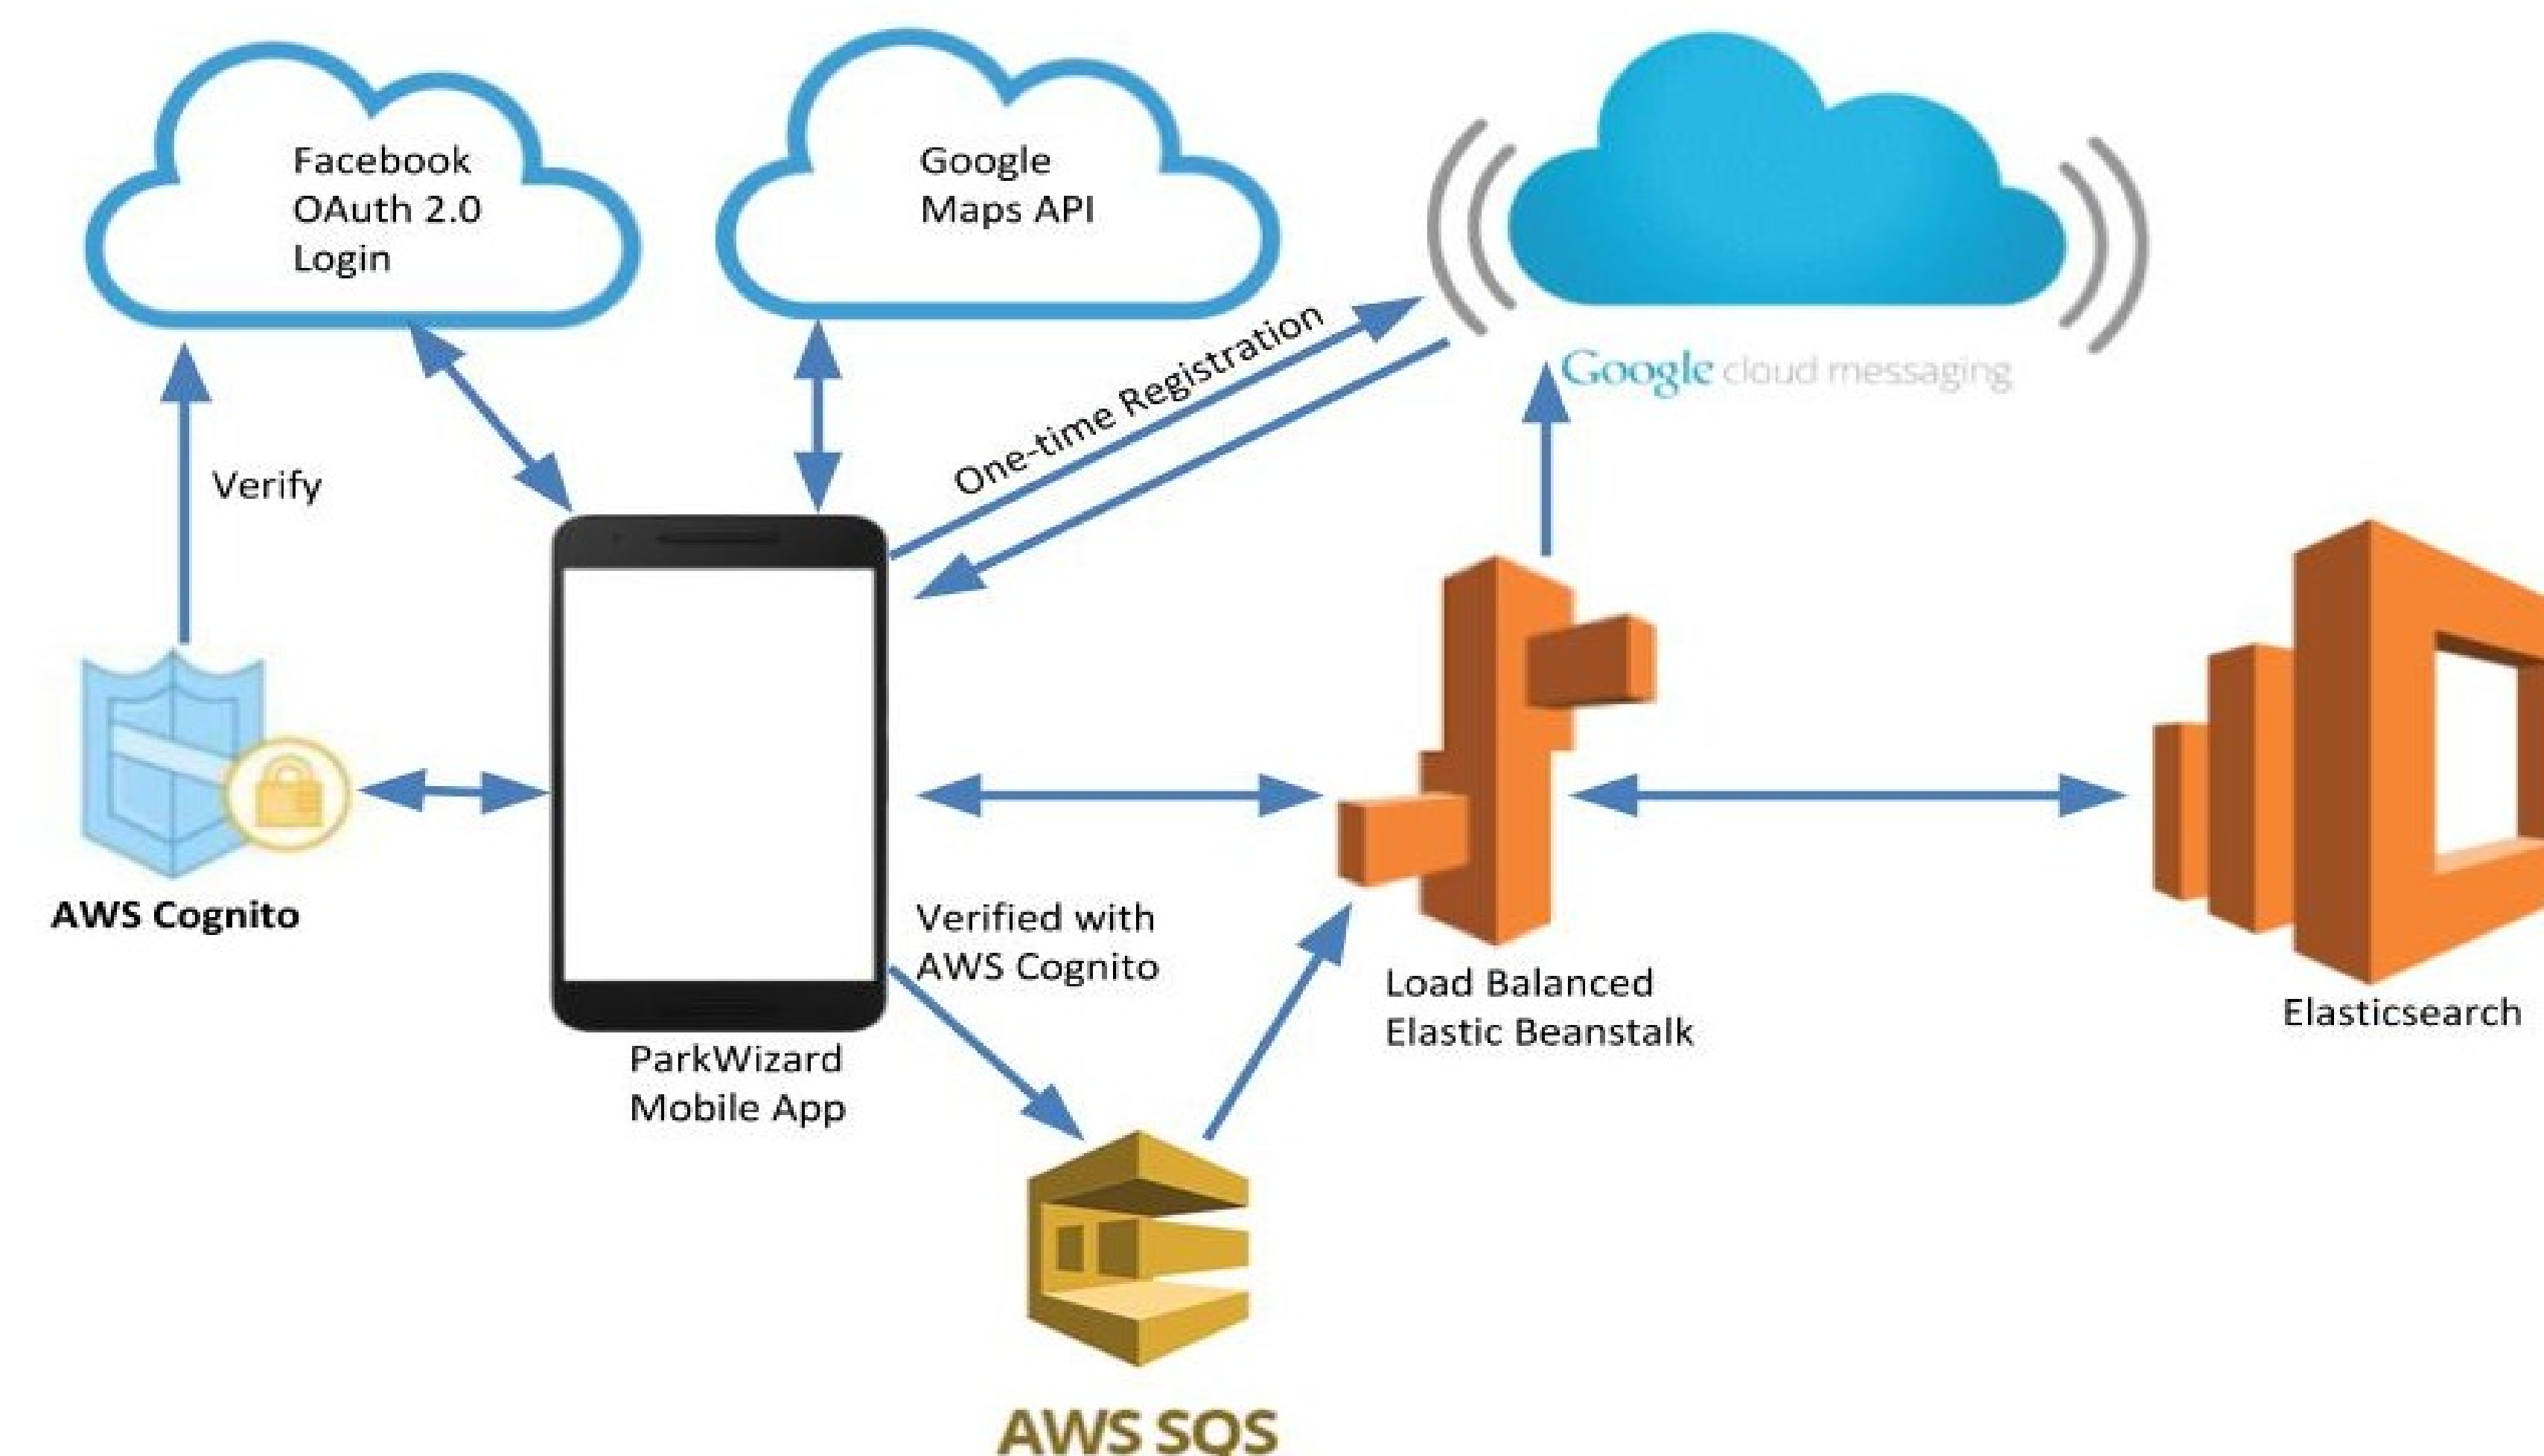 Facebook
OAuth 2.0
Login
Google
Maps API
Google cloud messaging
One-time Registration
Verify
AWS Cognito
Verified with
AWS Cognito
ParkWizard
Mobile App
Load Balanced
Elastic Beanstalk
Elasticsearch
AWS SQS